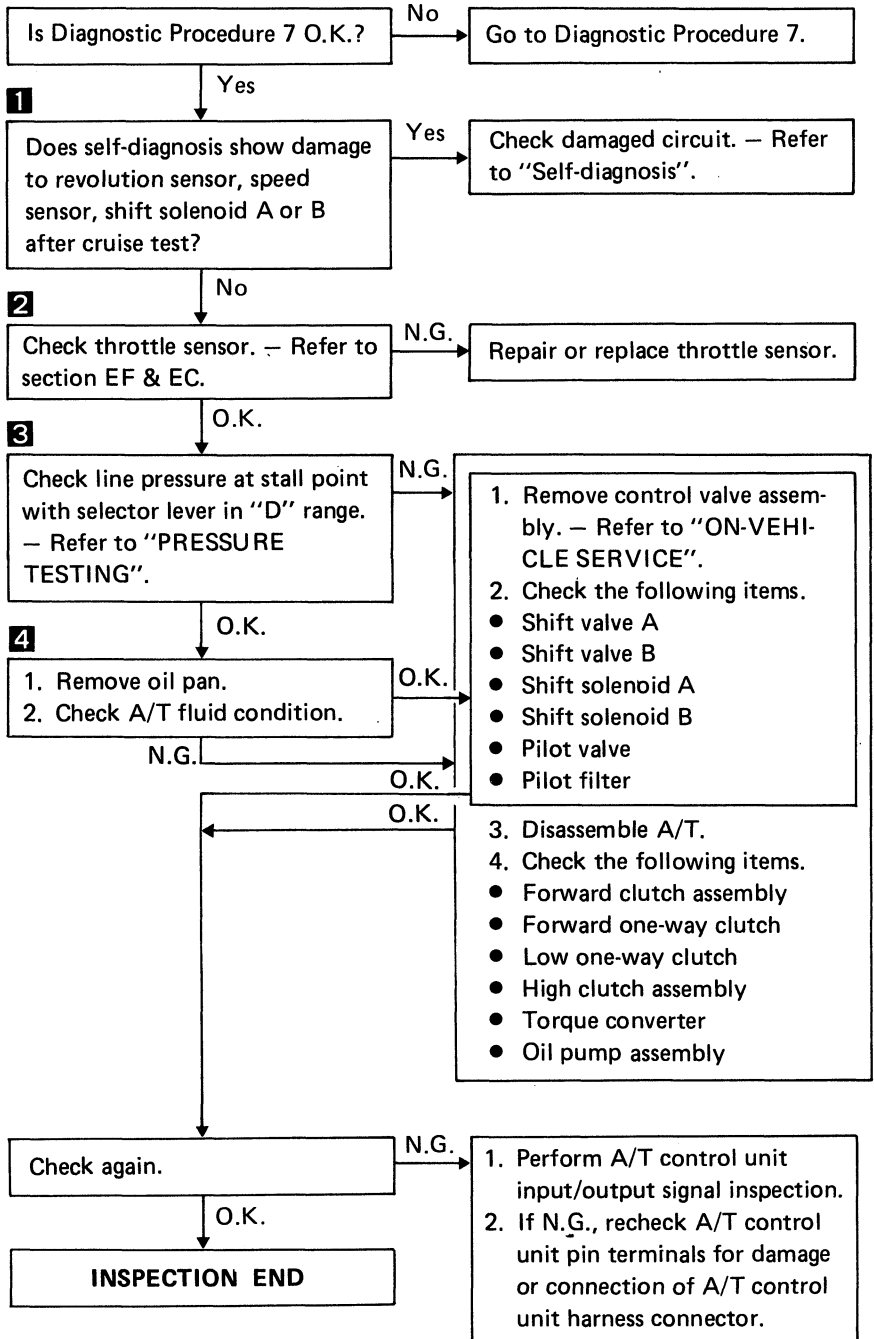 Is Diagnostic Procedure 7 O.K.?
No
Go to Diagnostic Procedure 7.
Yes
1
Does self-diagnosis show damage
to revolution sensor, speed
sensor, shift solenoid A or B
after cruise test?
Yes
Check damaged circuit. — Refer
to "Self-diagnosis".
No
2
Check throttle sensor. — Refer to
section EF & EC.
N.G.
Repair or replace throttle sensor.
O.K.
3
Check line pressure at stall point
with selector lever in "D" range.
— Refer to "PRESSURE
TESTING".
N.G.
1. Remove control valve assem-
bly. — Refer to "ON-VEHI-
CLE SERVICE".
2. Check the following items.
● Shift valve A
● Shift valve B
● Shift solenoid A
● Shift solenoid B
● Pilot valve
● Pilot filter
3. Disassemble A/T.
4. Check the following items.
● Forward clutch assembly
● Forward one-way clutch
● Low one-way clutch
● High clutch assembly
● Torque converter
● Oil pump assembly
O.K.
4
1. Remove oil pan.
2. Check A/T fluid condition.
O.K.
N.G.
O.K.
O.K.
Check again.
N.G.
1. Perform A/T control unit
input/output signal inspection.
2. If N.G., recheck A/T control
unit pin terminals for damage
or connection of A/T control
unit harness connector.
O.K.
INSPECTION END